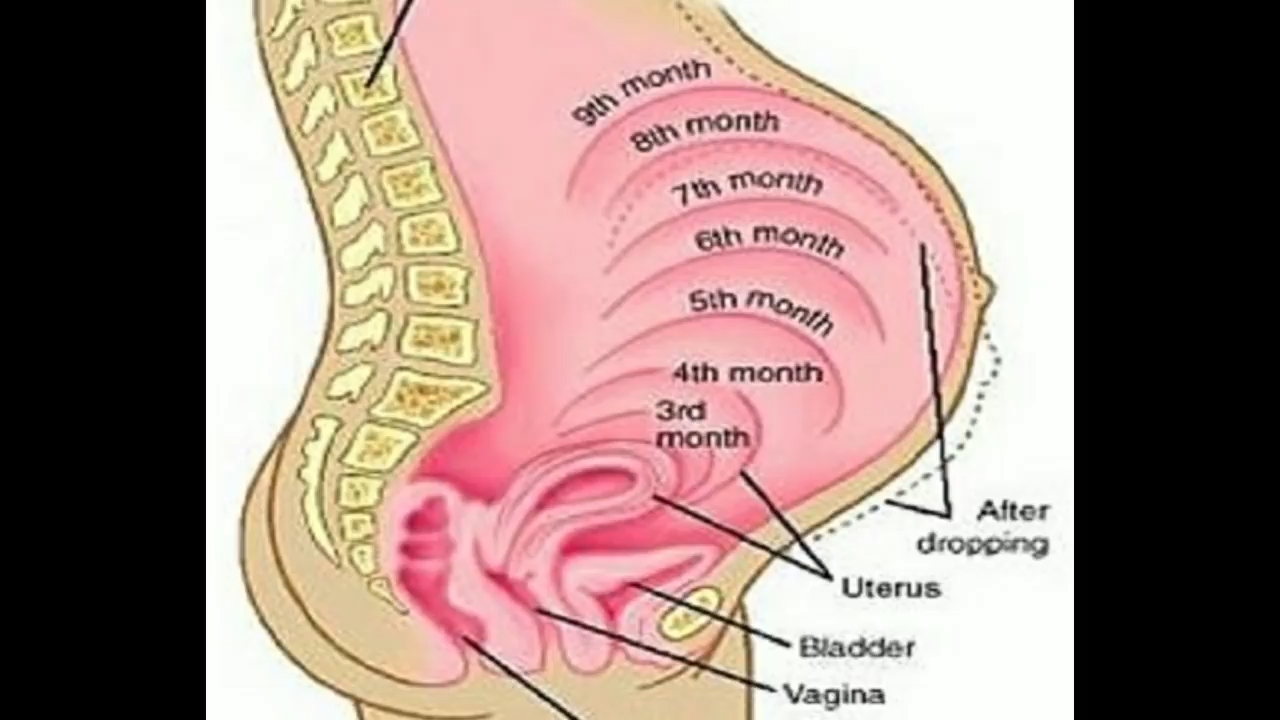 9th month
8th month
7th month
6th month
5th month
4th month
3rd
month
After
dropping
Uterus
Bladder
Vagina